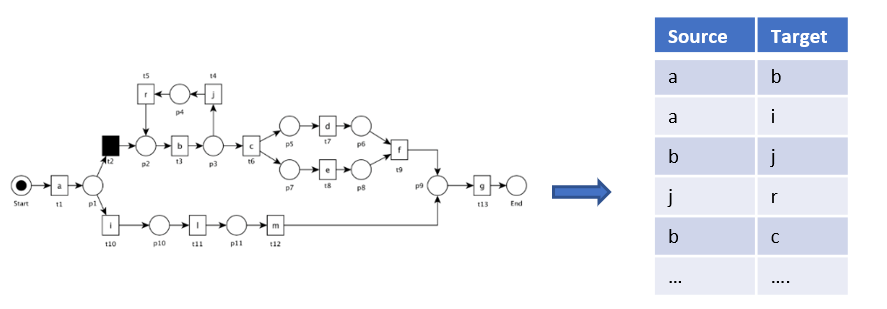 t5
t4
r
p4
j
t2
p2
b
t3
p3
c
t6
p5
d
t7
p6
p7
e
t8
p8
f
t9
Start
a
t1
p1
p9
g
t13
End
i
t10
p10
l
t11
p11
m
t12
Source Target
a b
a i
b j
j r
b c
... ....